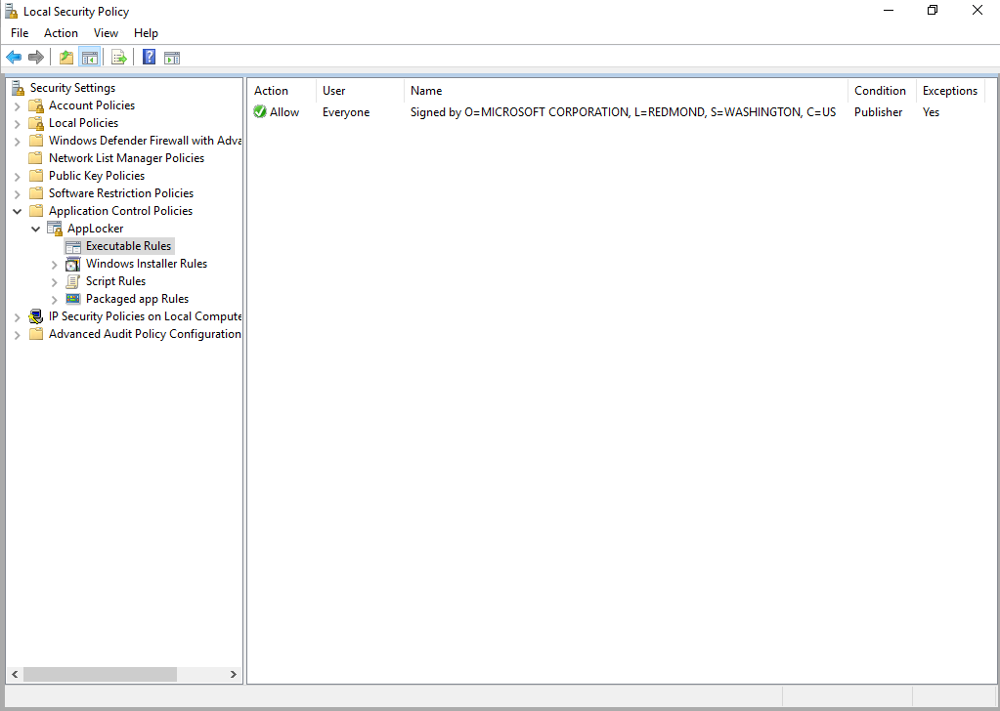 Local Security Policy
File Action View Help
Security Settings
Account Policies
Local Policies
Windows Defender Firewall with Adva
Network List Manager Policies
Public Key Policies
Software Restriction Policies
Application Control Policies
AppLocker
Executable Rules
Windows Installer Rules
Script Rules
Packaged app Rules
IP Security Policies on Local Compute
Advanced Audit Policy Configuration
Action User Name Condition Exceptions
Allow Everyone Signed by O=MICROSOFT CORPORATION, L=REDMOND, S=WASHINGTON, C=US Publisher Yes